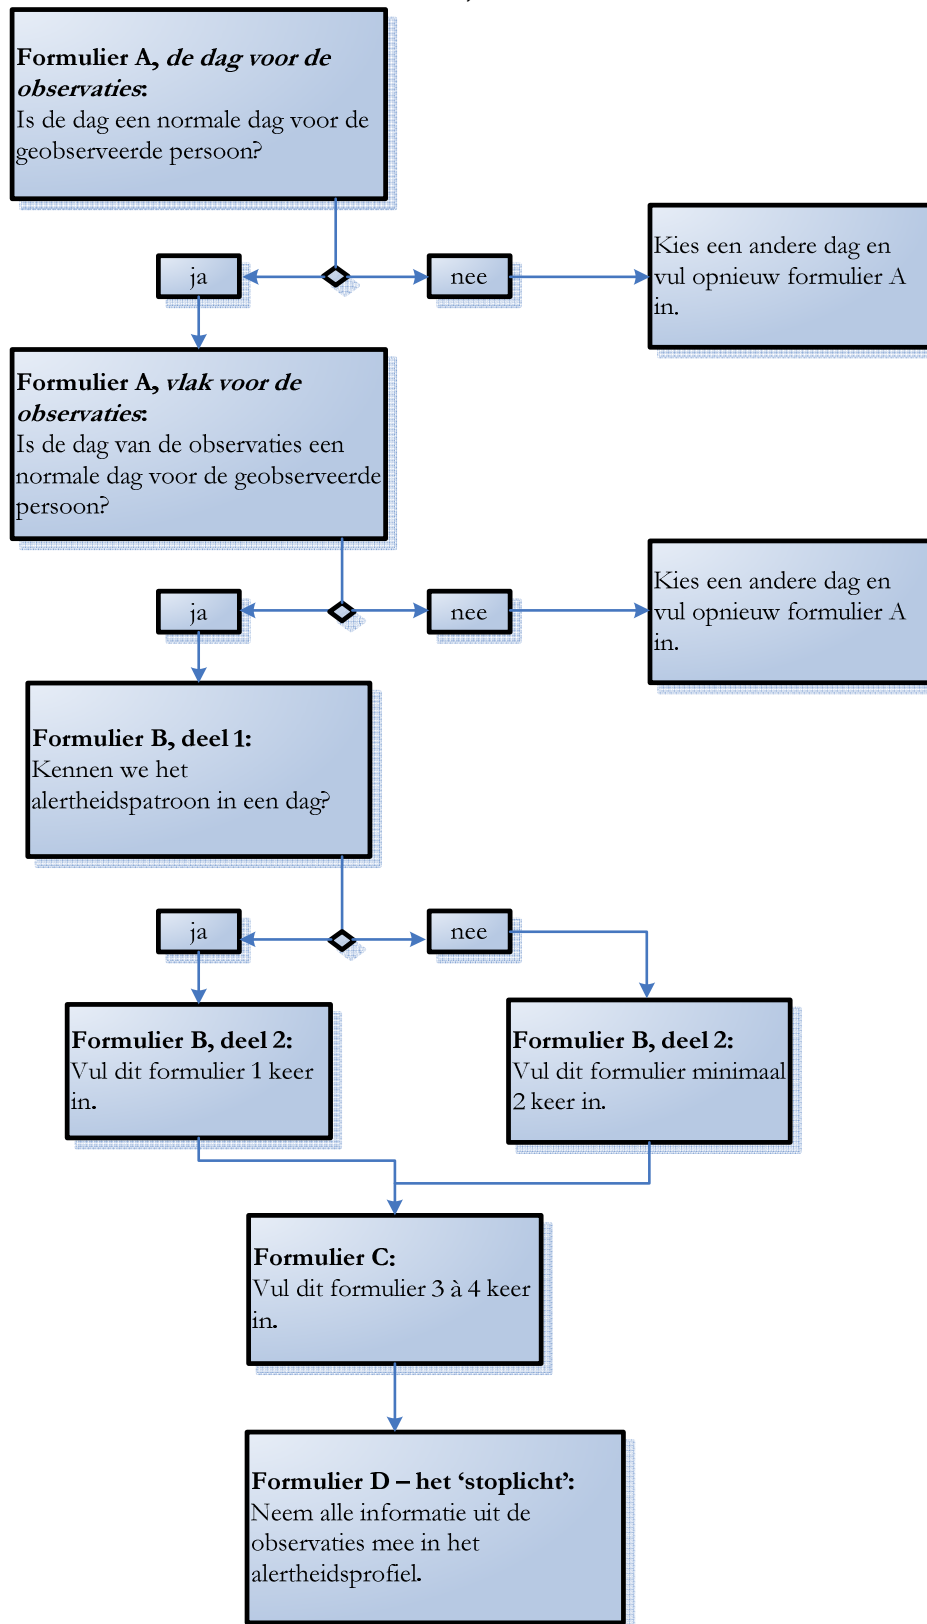 Formulier A, de dag voor de
observaties:
Is de dag een normale dag voor de
geobserveerde persoon?
ja
nee
Kies een andere dag en
vul opnieuw formulier A
in.
Formulier A, vlak voor de
observaties:
Is de dag van de observaties een
normale dag voor de geobserveerde
persoon?
ja
nee
Kies een andere dag en
vul opnieuw formulier A
in.
Formulier B, deel 1:
Kennen we het
alertheidspatroon in een dag?
ja
nee
Formulier B, deel 2:
Vul dit formulier 1 keer
in.
Formulier B, deel 2:
Vul dit formulier minimaal
2 keer in.
Formulier C:
Vul dit formulier 3 à 4 keer
in.
Formulier D – het ‘stoplicht’:
Neem alle informatie uit de
observaties mee in het
alertheidsprofiel.